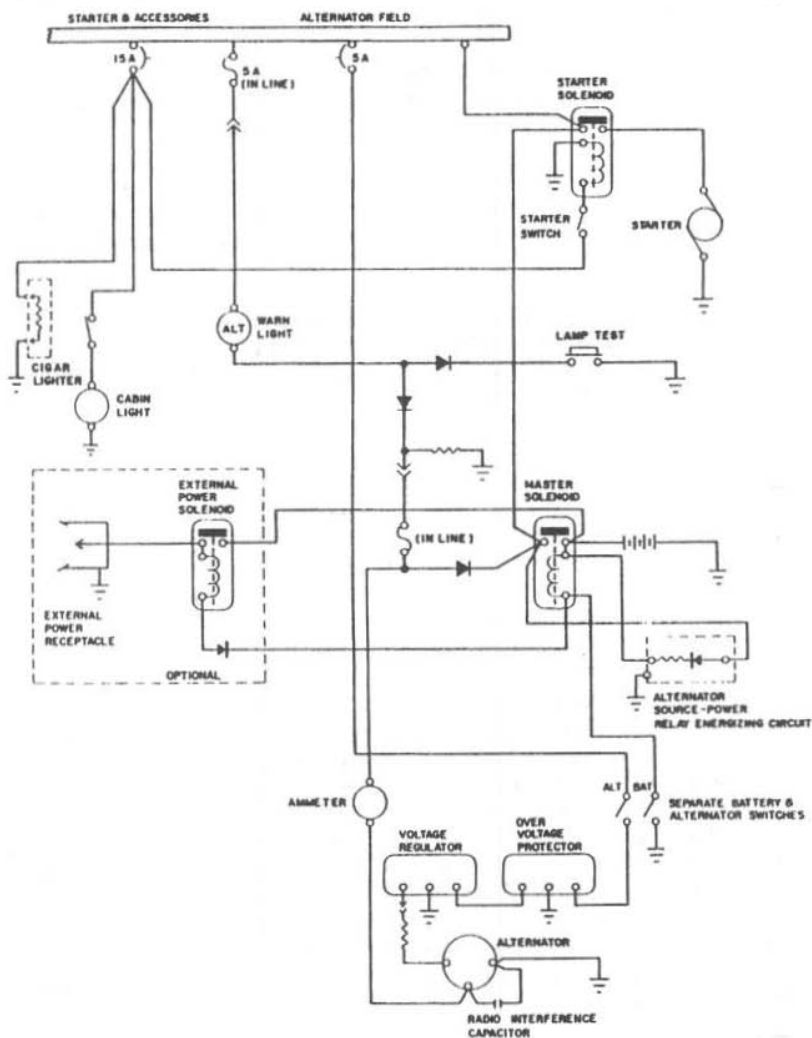 STARTER & ACCESSORIES
ALTERNATOR FIELD
15A
5A
(IN LINE)
5A
STARTER
SOLENOID
STARTER
SWITCH
STARTER
ALT
WARN
LIGHT
LAMP TEST
CIGAR
LIGHTER
CABIN
LIGHT
EXTERNAL
POWER
SOLENOID
MASTER
SOLENOID
(IN LINE)
EXTERNAL
POWER
RECEPTACLE
OPTIONAL
ALTERNATOR
SOURCE-POWER
RELAY ENERGIZING CIRCUIT
ALT
BAT
SEPARATE BATTERY &
ALTERNATOR SWITCHES
AMMETER
VOLTAGE
REGULATOR
OVER
VOLTAGE
PROTECTOR
ALTERNATOR
RADIO INTERFERENCE
CAPACITOR